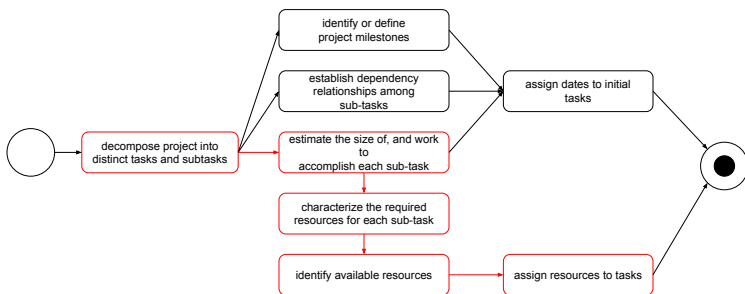 identify or define
project milestones
establish dependency
relationships among
sub-tasks
assign dates to initial
tasks
decompose project into
distinct tasks and subtasks
estimate the size of, and work
to
accomplish each sub-task
characterize the required
resources for each sub-task
identify available resources
assign resources to tasks